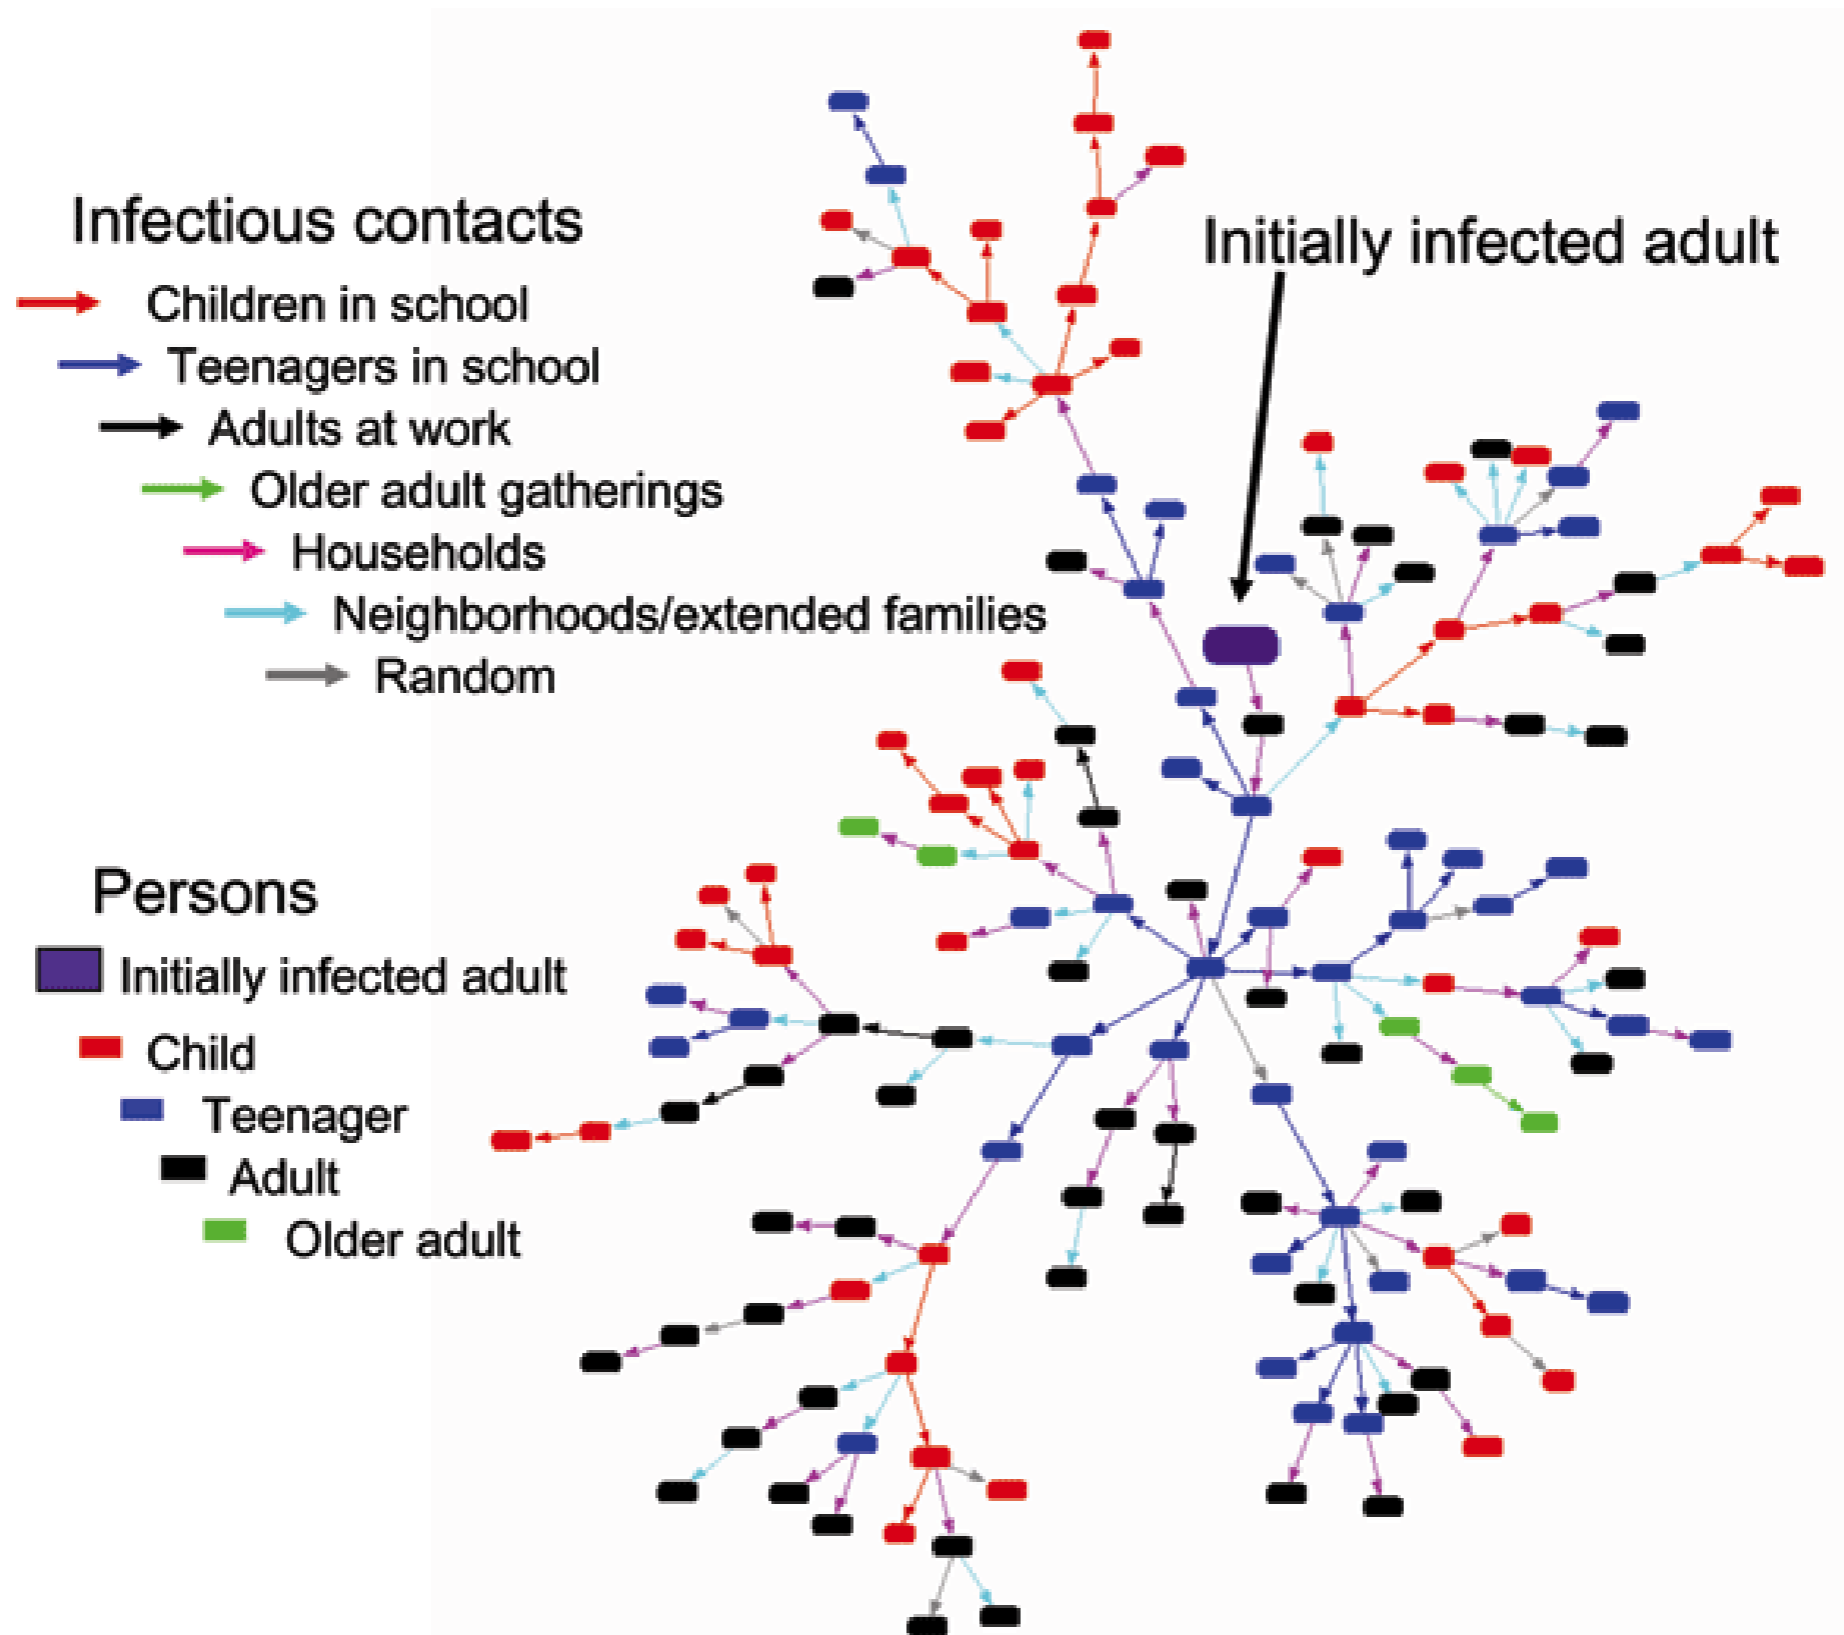 Infectious contacts
Children in school
Teenagers in school
Adults at work
Older adult gatherings
Households
Neighborhoods/extended families
Random
Initially infected adult
Persons
Initially infected adult
Child
Teenager
Adult
Older adult